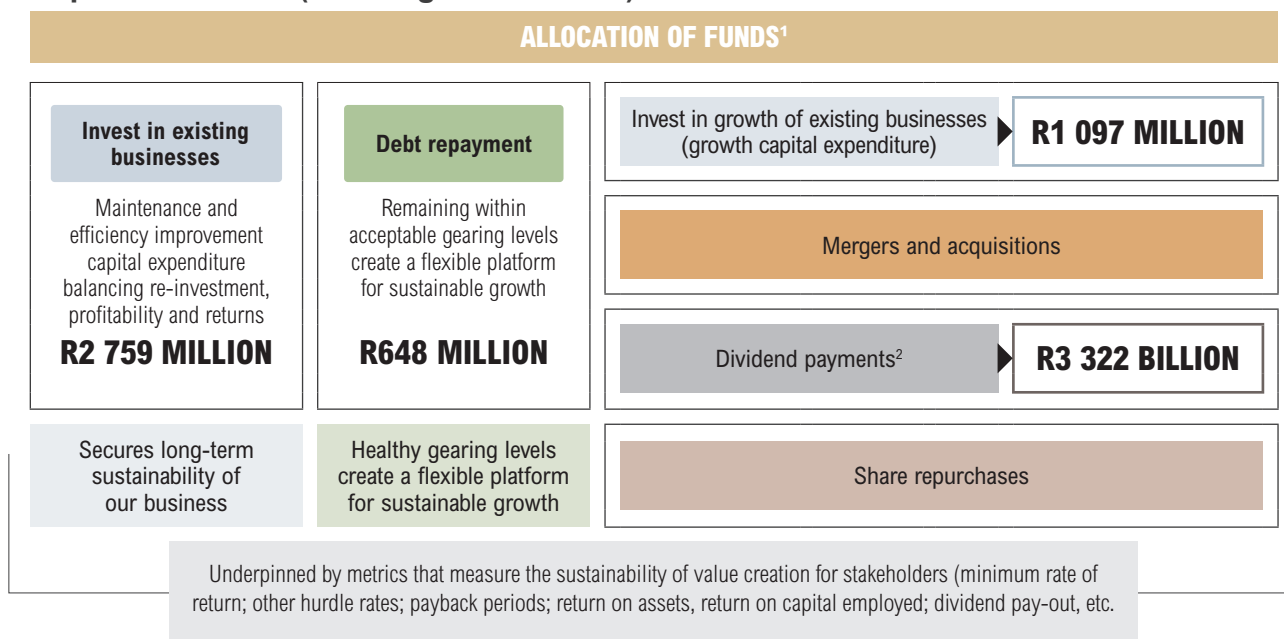 ALLOCATION OF FUNDS¹
Invest in existing
businesses
Maintenance and
efficiency improvement
capital expenditure
balancing re-investment,
profitability and returns
R2 759 MILLION
Secures long-term
sustainability of
our business
Debt repayment
Remaining within
acceptable gearing levels
create a flexible platform
for sustainable growth
R648 MILLION
Healthy gearing levels
create a flexible platform
for sustainable growth
Invest in growth of existing businesses
(growth capital expenditure)
R1 097 MILLION
Mergers and acquisitions
Dividend payments²
R3 322 BILLION
Share repurchases
Underpinned by metrics that measure the sustainability of value creation for stakeholders (minimum rate of
return; other hurdle rates; payback periods; return on assets, return on capital employed; dividend pay-out, etc.